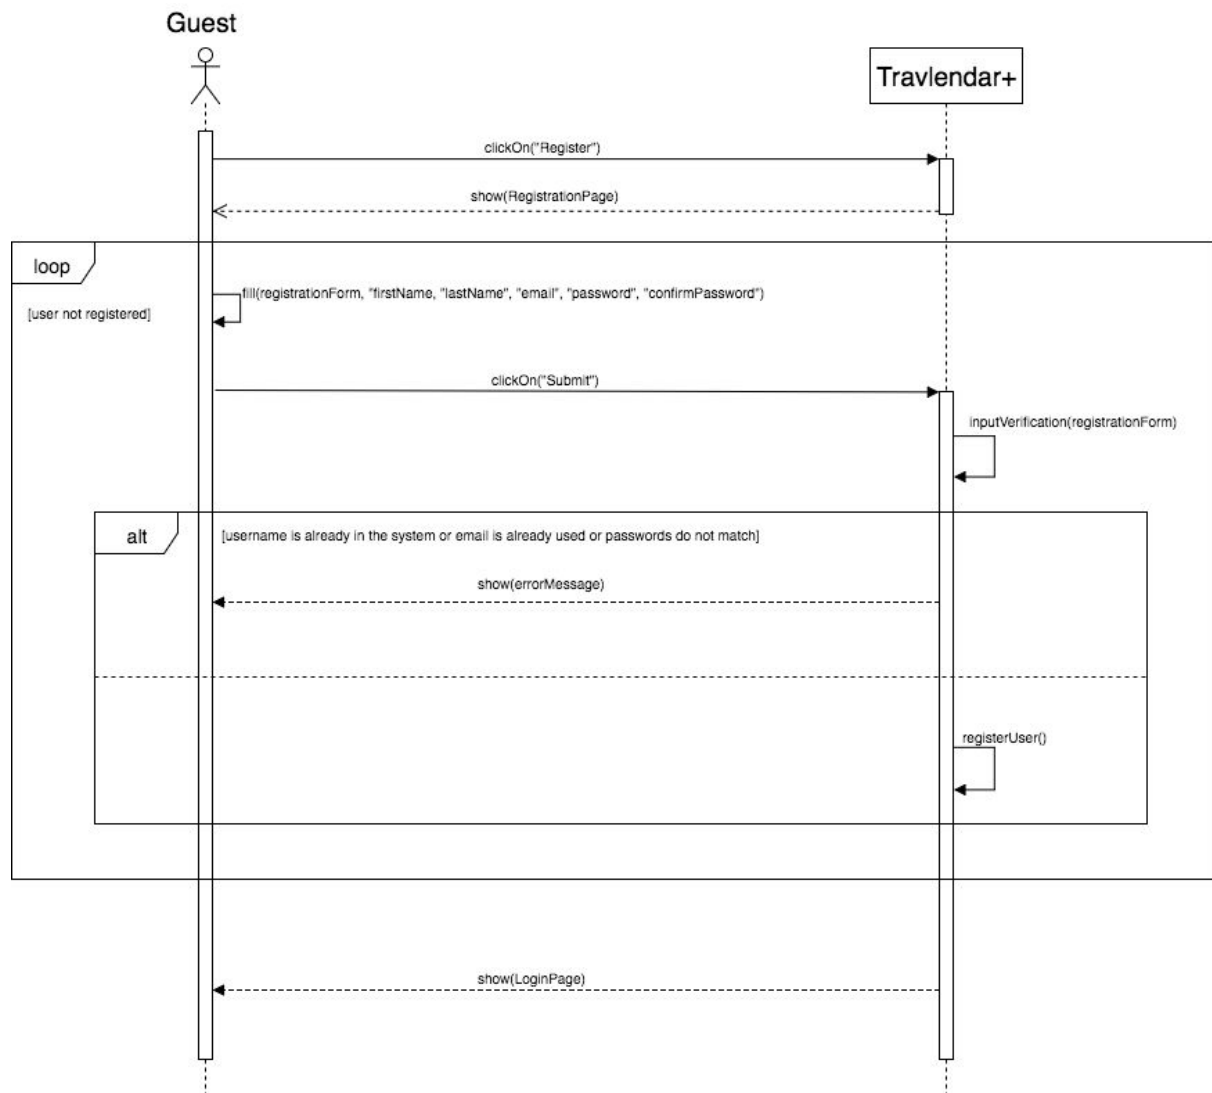 Guest
Travlendar+
clickOn("Register")
show(RegistrationPage)
loop
fill(registrationForm, "firstName, "lastName", "email", "password", "confirmPassword")
[user not registered]
clickOn("Submit")
inputVerification(registrationForm)
alt
[username is already in the system or email is already used or passwords do not match]
show(errorMessage)
registerUser()
show(LoginPage)